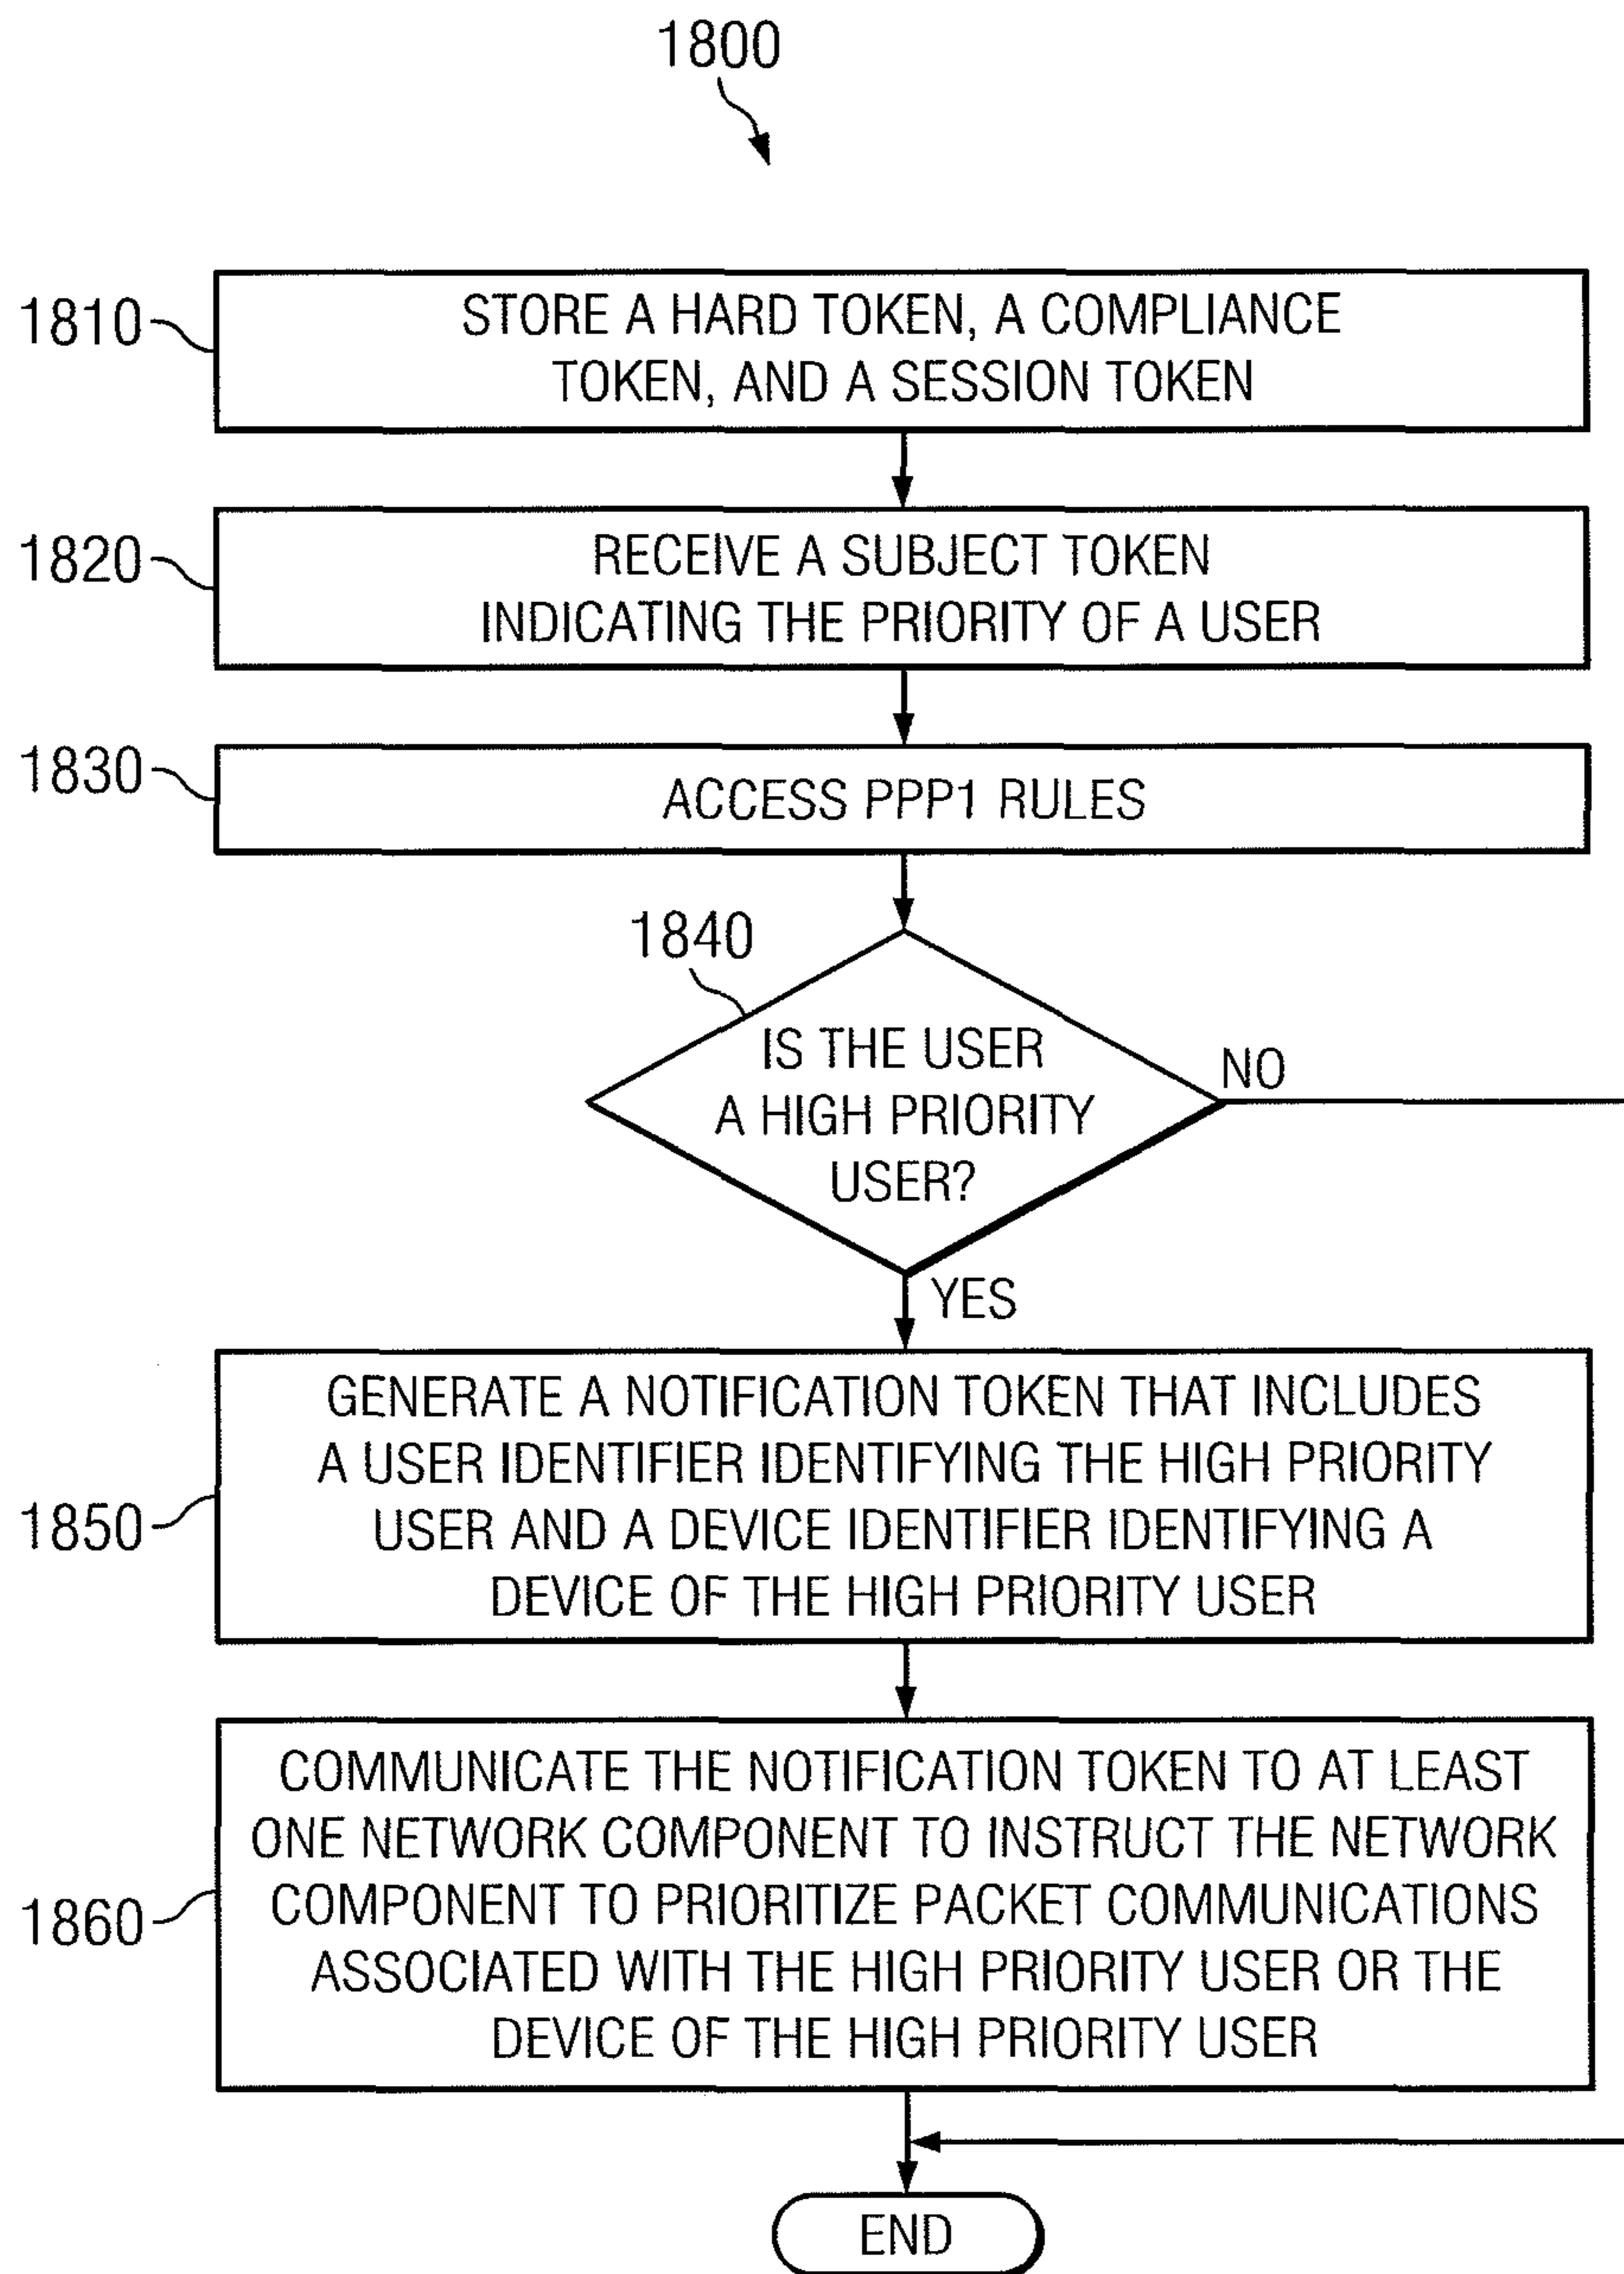 1800
1810
STORE A HARD TOKEN, A COMPLIANCE
TOKEN, AND A SESSION TOKEN
1820
RECEIVE A SUBJECT TOKEN
INDICATING THE PRIORITY OF A USER
1830
ACCESS PPP1 RULES
1840
IS THE USER
A HIGH PRIORITY
USER?
NO
YES
1850
GENERATE A NOTIFICATION TOKEN THAT INCLUDES
A USER IDENTIFIER IDENTIFYING THE HIGH PRIORITY
USER AND A DEVICE IDENTIFIER IDENTIFYING A
DEVICE OF THE HIGH PRIORITY USER
1860
COMMUNICATE THE NOTIFICATION TOKEN TO AT LEAST
ONE NETWORK COMPONENT TO INSTRUCT THE NETWORK
COMPONENT TO PRIORITIZE PACKET COMMUNICATIONS
ASSOCIATED WITH THE HIGH PRIORITY USER OR THE
DEVICE OF THE HIGH PRIORITY USER
END